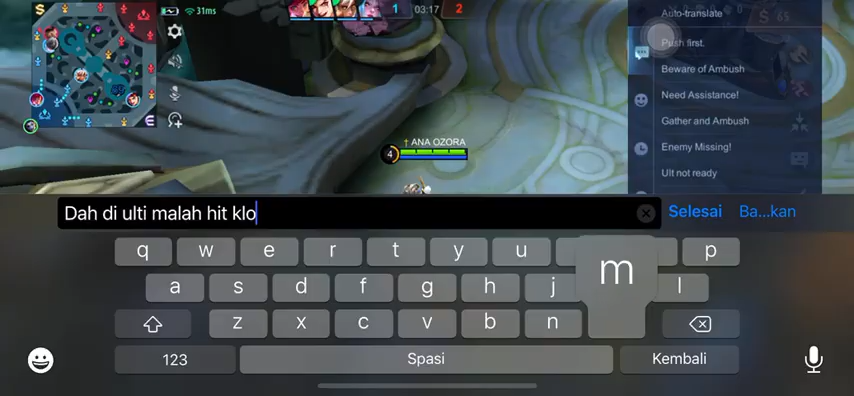 31ms
1 03:17 2
$ 65
Auto-translate
Push first.
Beware of Ambush
Need Assistance!
Gather and Ambush
Enemy Missing!
Ult not ready
4
† ANA OZORA
Dah di ulti malah hit klo
Selesai Ba...kan
q w e r t y u p
a s d f g h j l
z x c v b n m
123 Spasi Kembali